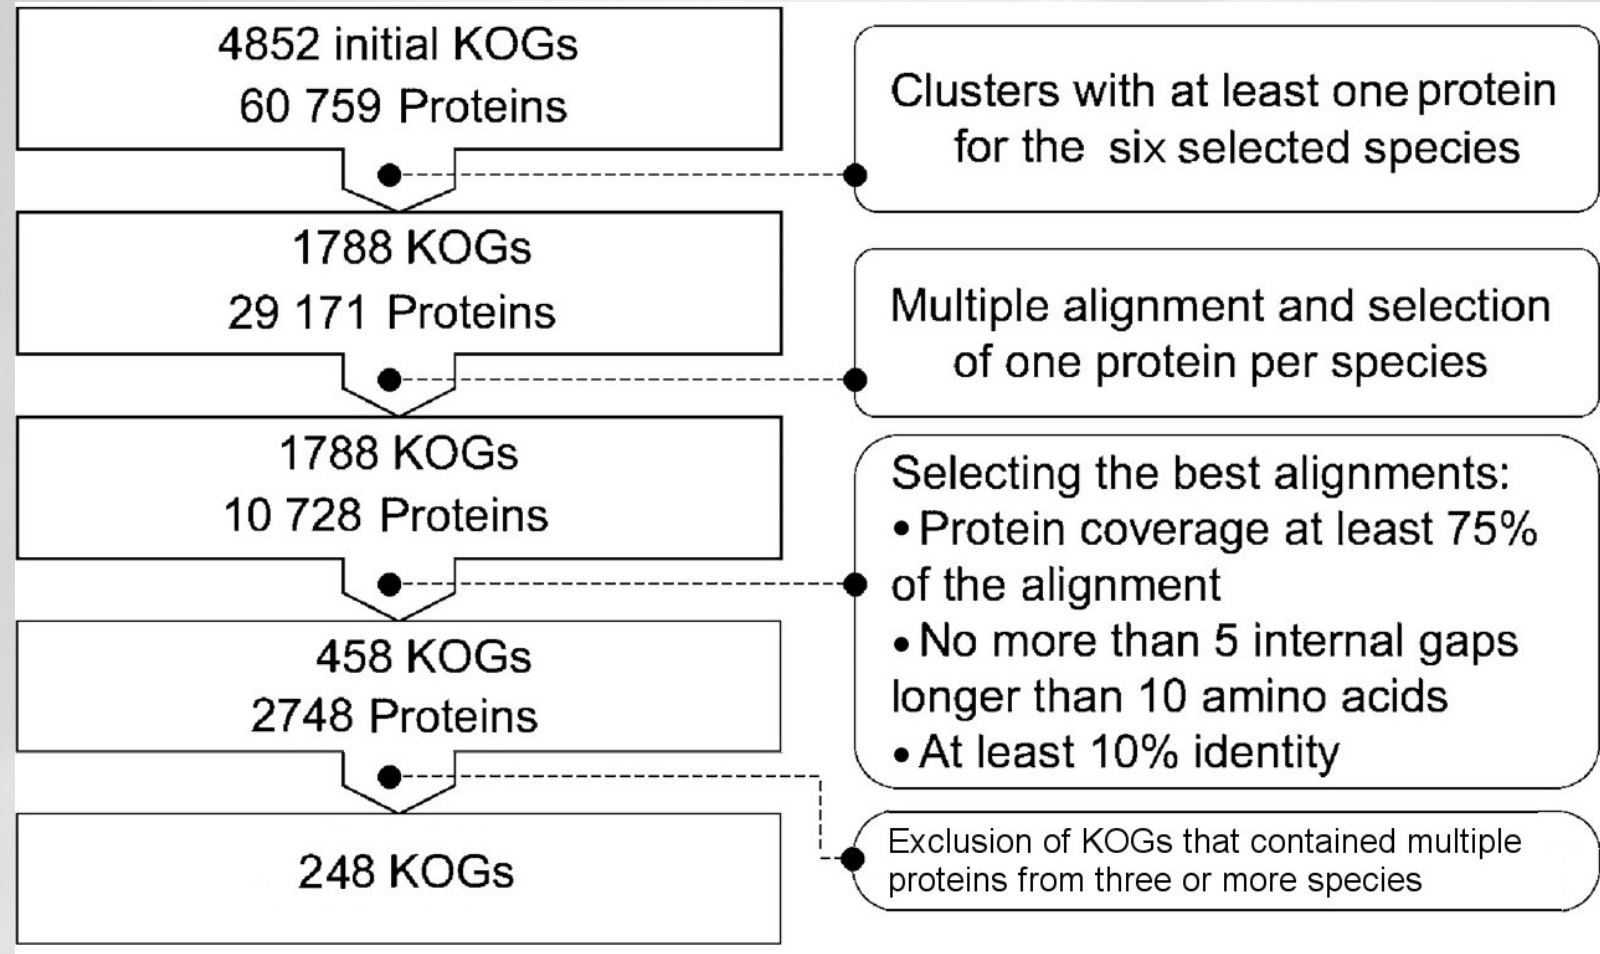 4852 initial KOGs
60 759 Proteins
Clusters with at least one protein
for the six selected species
1788 KOGs
29 171 Proteins
Multiple alignment and selection
of one protein per species
1788 KOGs
10 728 Proteins
Selecting the best alignments:
• Protein coverage at least 75%
of the alignment
• No more than 5 internal gaps
longer than 10 amino acids
• At least 10% identity
458 KOGs
2748 Proteins
Exclusion of KOGs that contained multiple
proteins from three or more species
248 KOGs